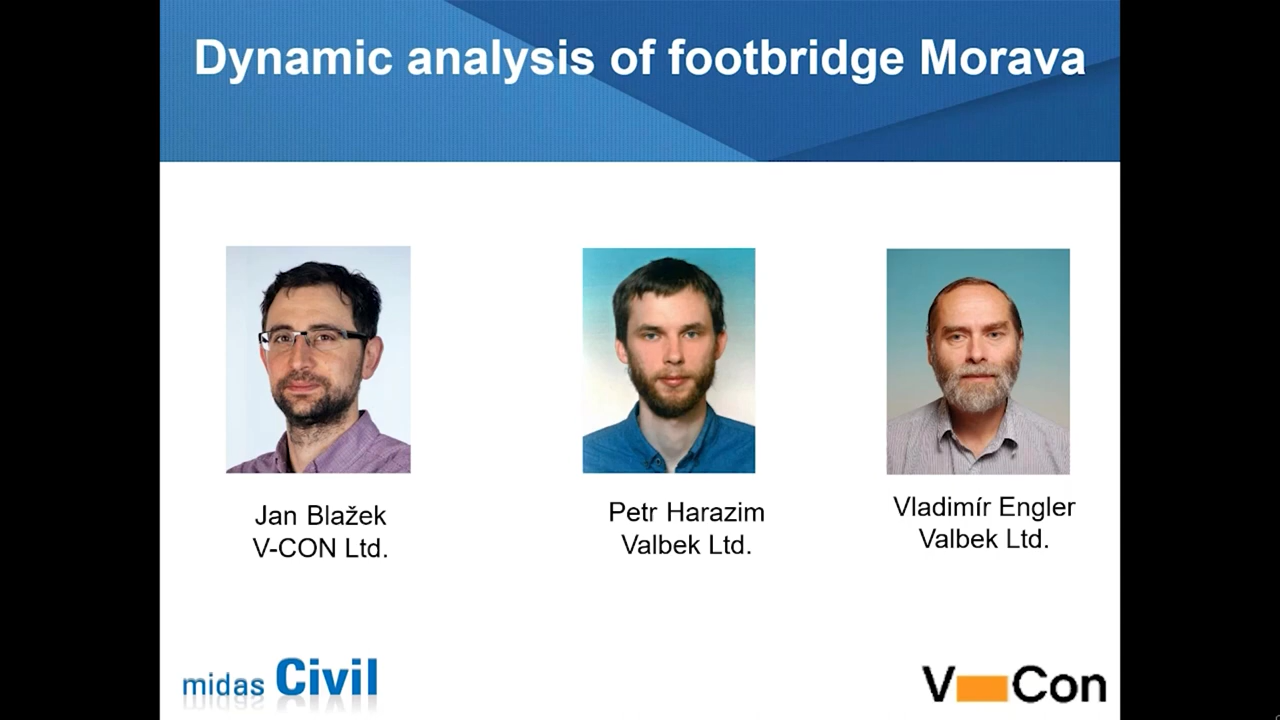 Dynamic analysis of footbridge Morava
Jan Blažek
V-CON Ltd.
Petr Harazim
Valbek Ltd.
Vladimír Engler
Valbek Ltd.
midas Civil
V Con